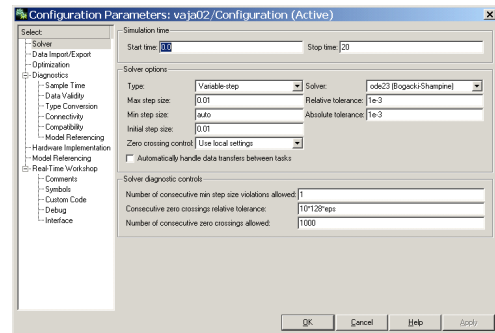 Configuration Parameters: vaja02/Configuration (Active)
Select:
Solver
Data Import/Export
Optimization
Diagnostics
Sample Time
Data Validity
Type Conversion
Connectivity
Compatibility
Model Referencing
Hardware Implementation
Model Referencing
Real-Time Workshop
Comments
Symbols
Custom Code
Debug
Interface
Simulation time
Start time: 0.0 Stop time: 20
Solver options
Type: Variable-step Solver: ode23 (Bogacki-Shampine)
Max step size: 0.01 Relative tolerance: 1e-3
Min step size: auto Absolute tolerance: 1e-3
Initial step size: 0.01
Zero crossing control: Use local settings
Automatically handle data transfers between tasks
Solver diagnostic controls
Number of consecutive min step size violations allowed: 1
Consecutive zero crossings relative tolerance: 10*128*eps
Number of consecutive zero crossings allowed: 1000
OK Cancel Help Apply